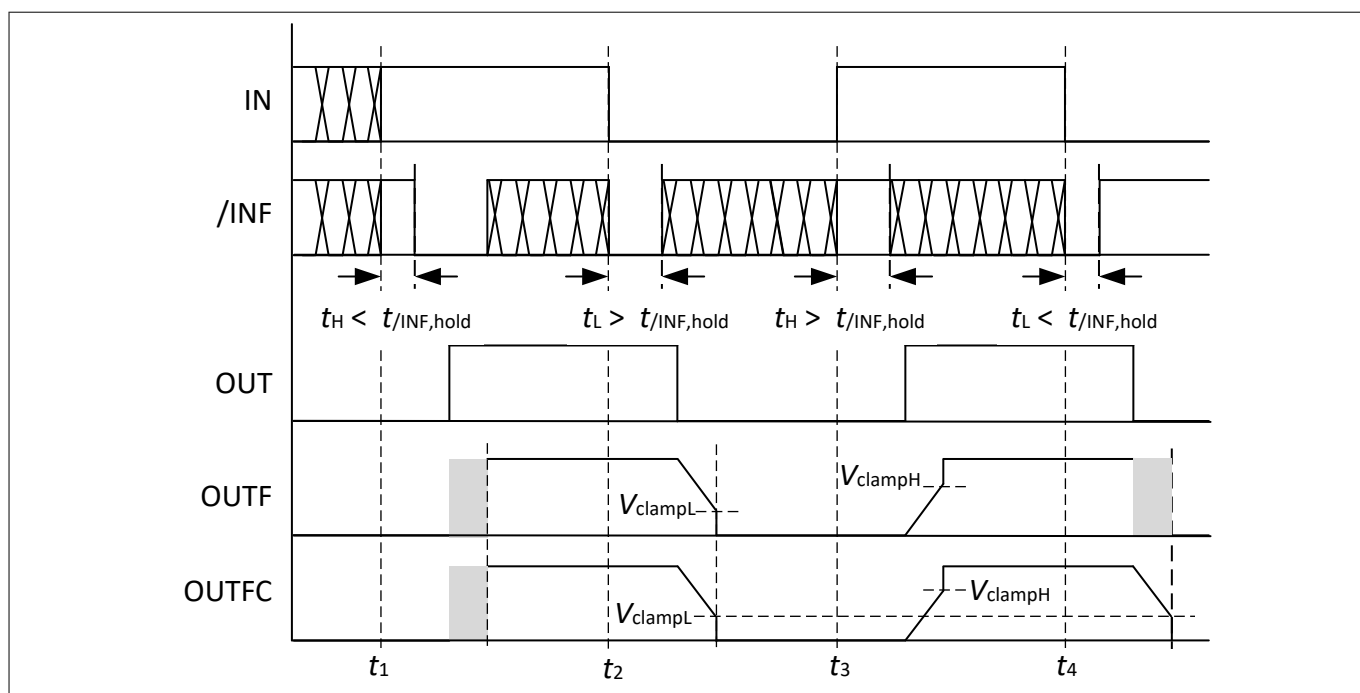 IN
/INF
tH < t/INF,hold
tL > t/INF,hold
tH > t/INF,hold
tL < t/INF,hold
OUT
OUTF
VclampL
VclampH
OUTFC
VclampL
VclampH
t1
t2
t3
t4